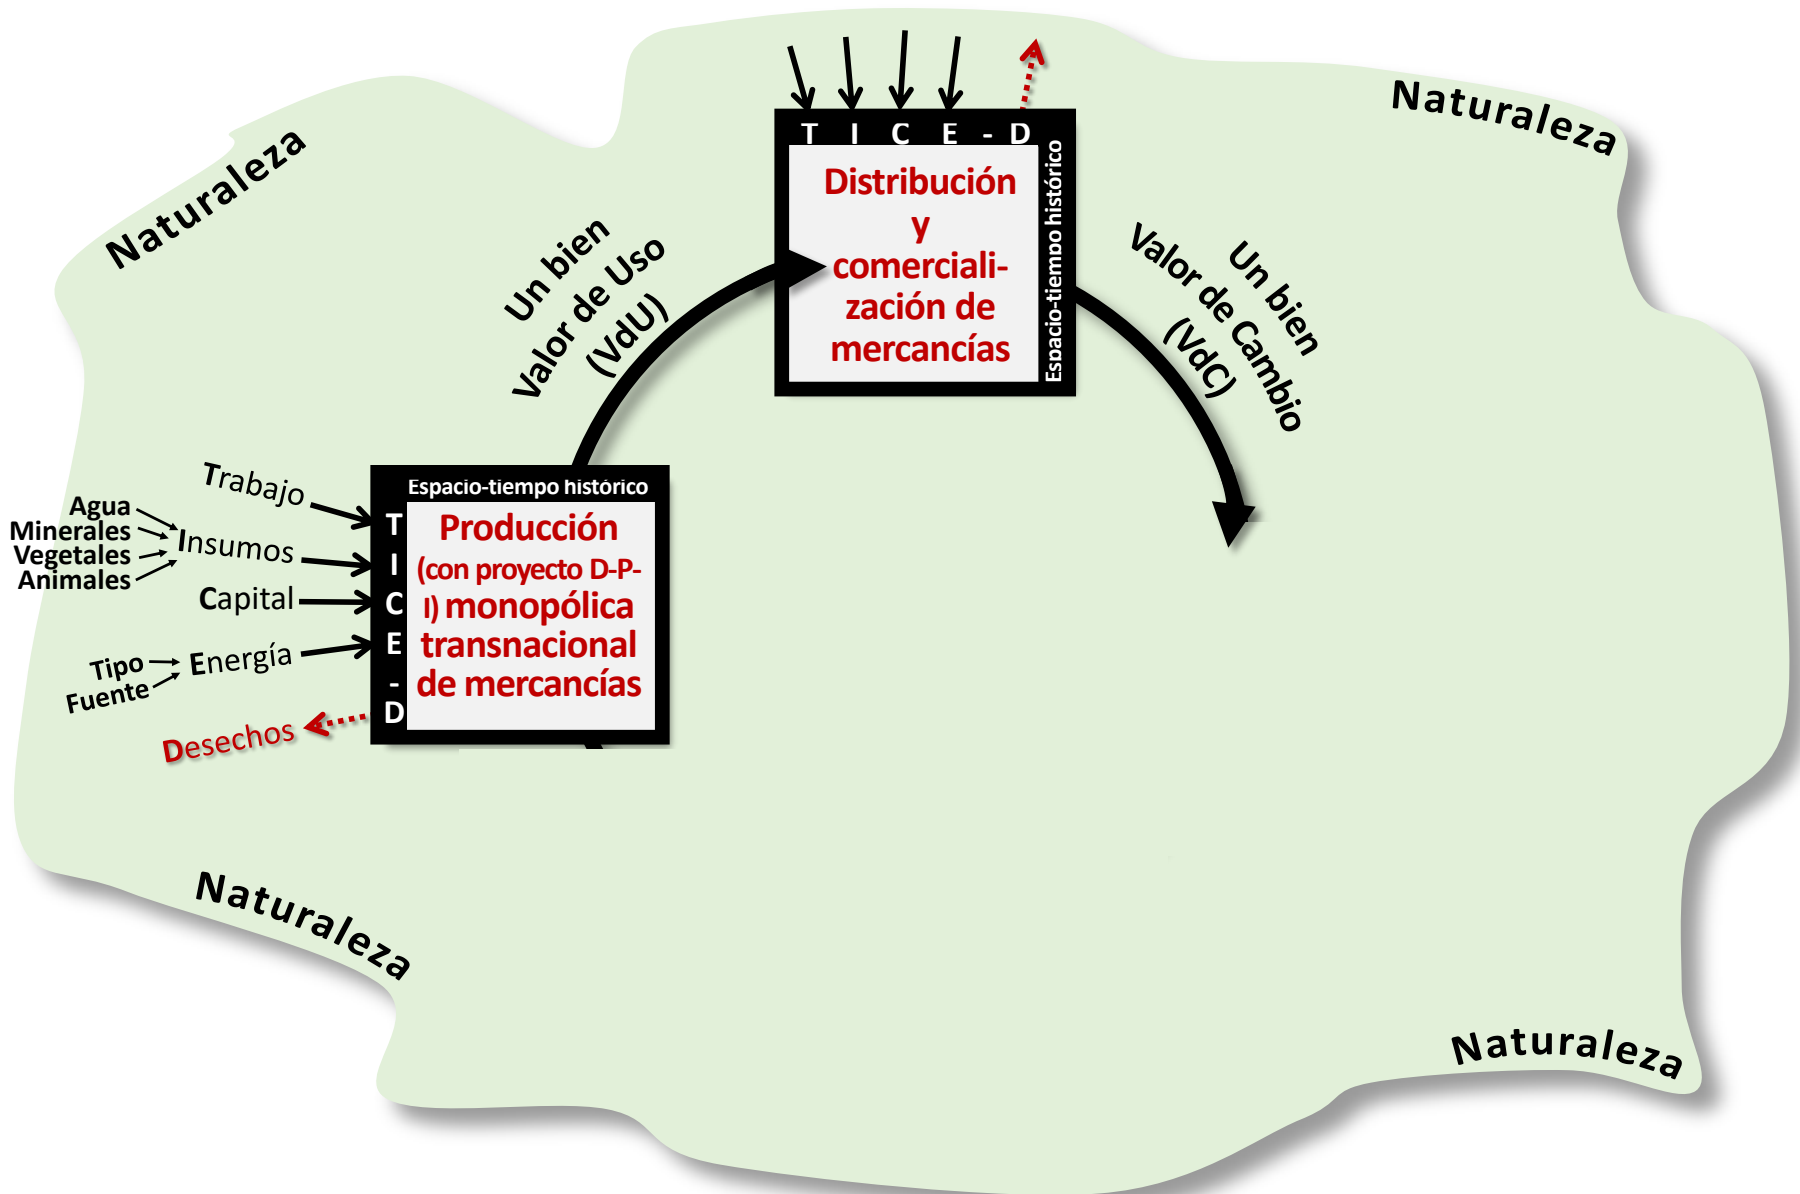 Naturaleza
Naturaleza
T I C E - D
Distribución
y
comerciali-
zación de
mercancías
Espacio-tiempo histórico
Un bien
Valor de Uso
(VdU)
Un bien
Valor de Cambio
(VdC)
Trabajo
Agua
Minerales
Vegetales
Animales
Insumos
Capital
Tipo
Fuente
Energía
Desechos
T
I
C
E
-
D
Espacio-tiempo histórico
Producción
(con proyecto D-P-
I) monopólica
transnacional
de mercancías
Naturaleza
Naturaleza